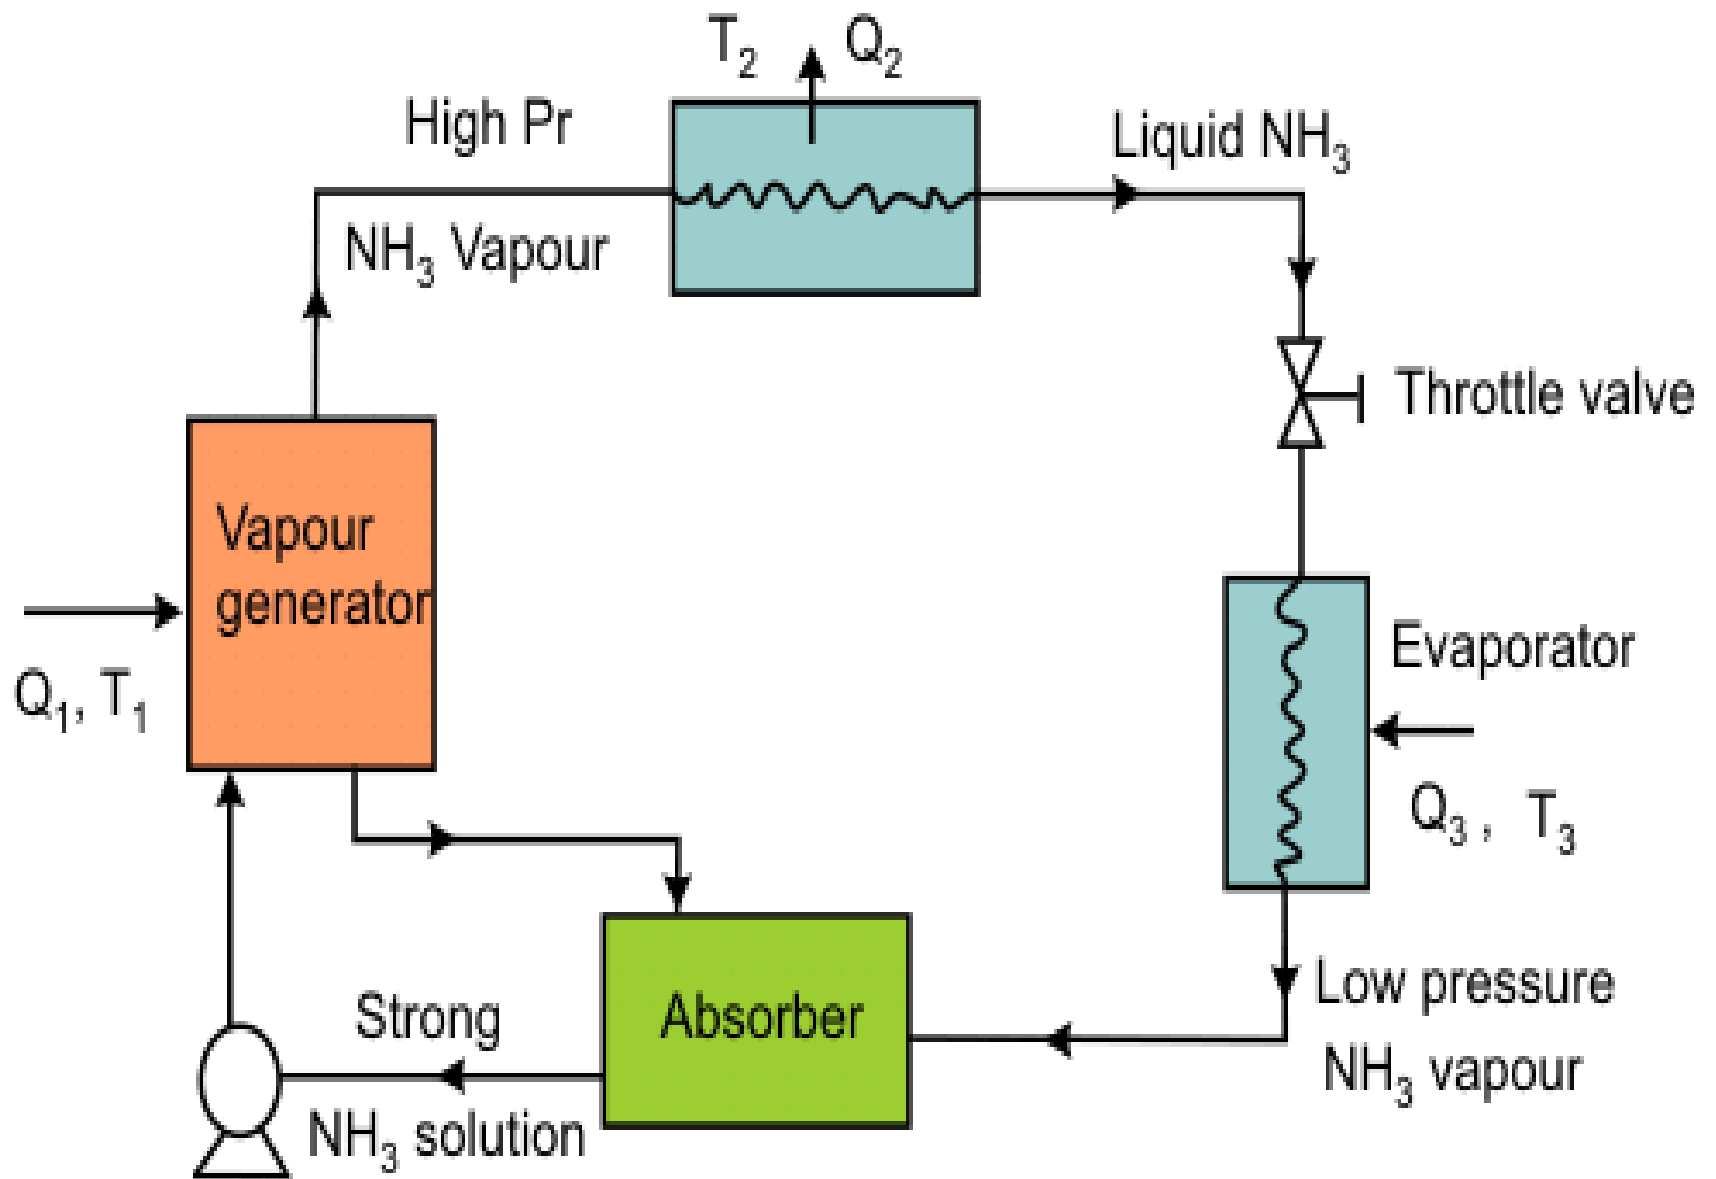 T₂ Q₂
High Pr
NH₃ Vapour
Liquid NH₃
Throttle valve
Vapour
generator
Q₁, T₁
Evaporator
Q₃ , T₃
Absorber
Low pressure
NH₃ vapour
Strong
NH₃ solution